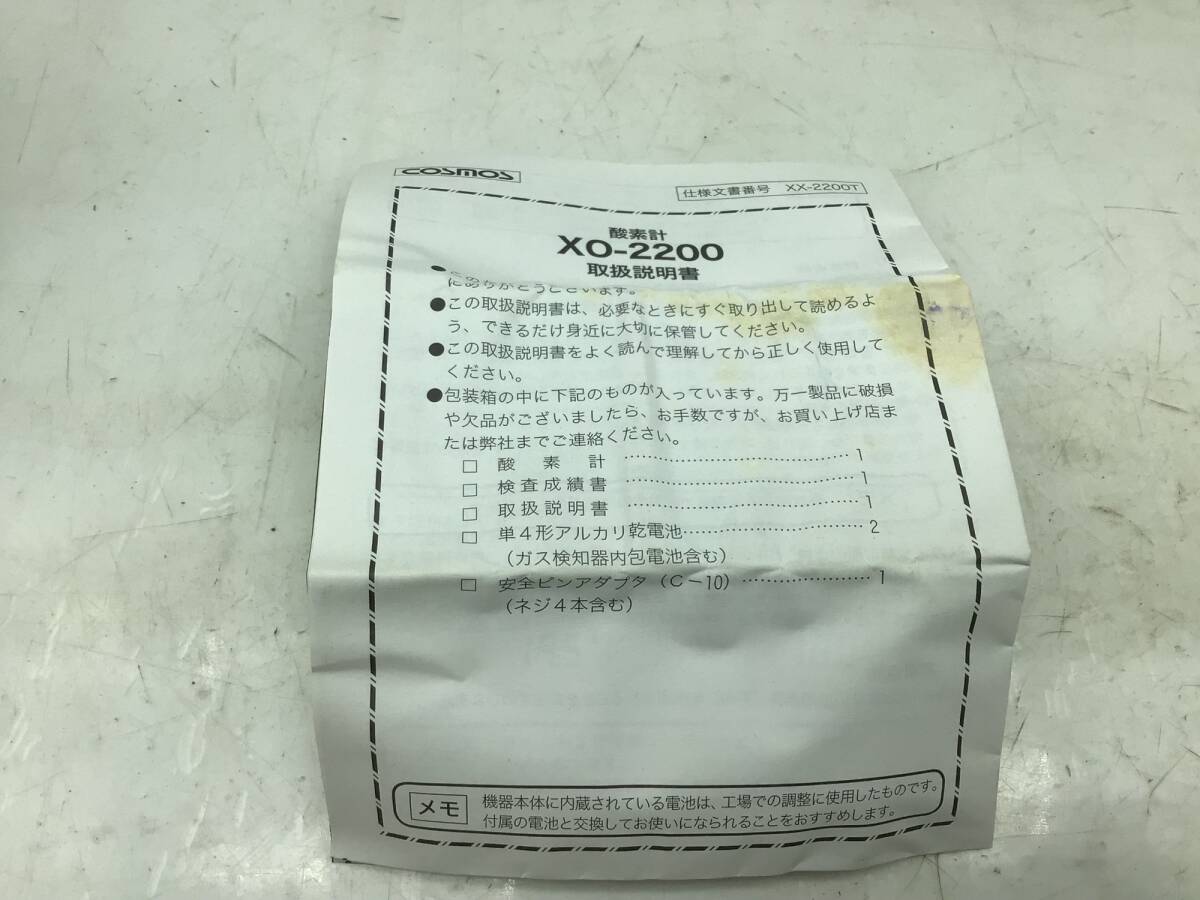 COSMOS
仕様文書番号 XX-2200T
酸素計
XO-2200
取扱説明書
にありがとうございます。
●この取扱説明書は、必要なときにすぐ取り出して読めるよ
う、できるだけ身近に大切に保管してください。
●この取扱説明書をよく読んで理解してから正しく使用して
ください。
●包装箱の中に下記のものが入っています。万一製品に破損
や欠品がございましたら、お手数ですが、お買い上げ店ま
たは弊社までご連絡ください。
□ 酸素計 ………………………………… 1
□ 検査成績書 ………………………………… 1
□ 取扱説明書 ………………………………… 1
□ 単4形アルカリ乾電池………………………… 2
(ガス検知器内包電池含む)
□ 安全ピンアダプタ (C-10) ………………… 1
(ネジ4本含む)
メモ 機器本体に内蔵されている電池は、工場での調整に使用したものです。
付属の電池と交換してお使いになられることをおすすめします。